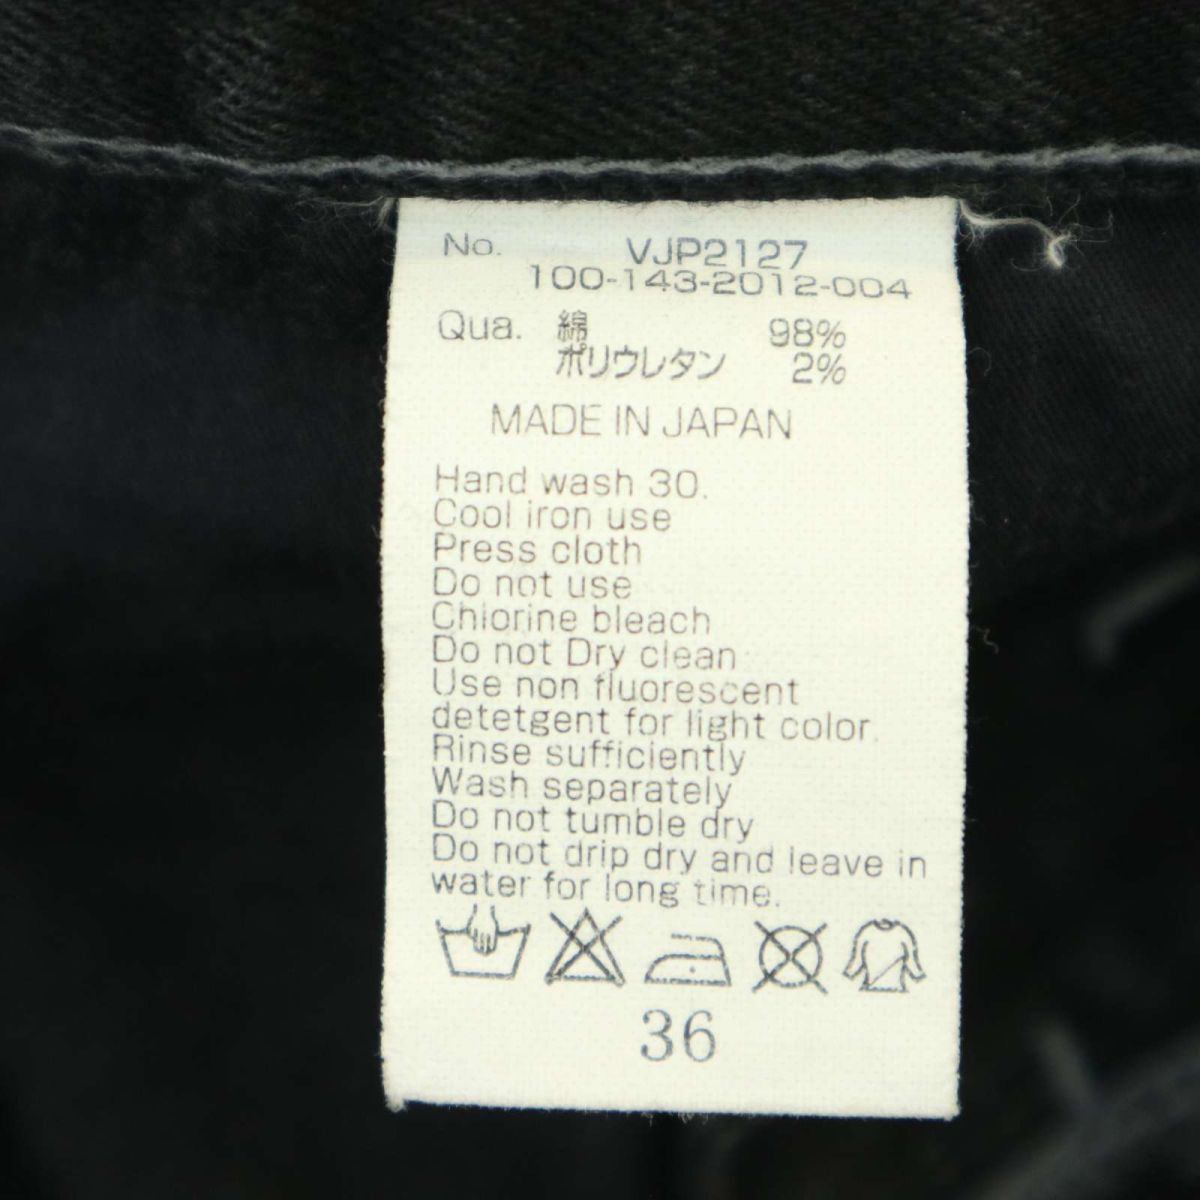 No. VJP2127
100-143-2012-004
Qua. 綿 98%
ポリウレタン 2%
MADE IN JAPAN
Hand wash 30.
Cool iron use
Press cloth
Do not use
Chlorine bleach
Do not Dry clean
Use non fluorescent
detetgent for light color.
Rinse sufficiently
Wash separately
Do not tumble dry
Do not drip dry and leave in
water for long time.
36